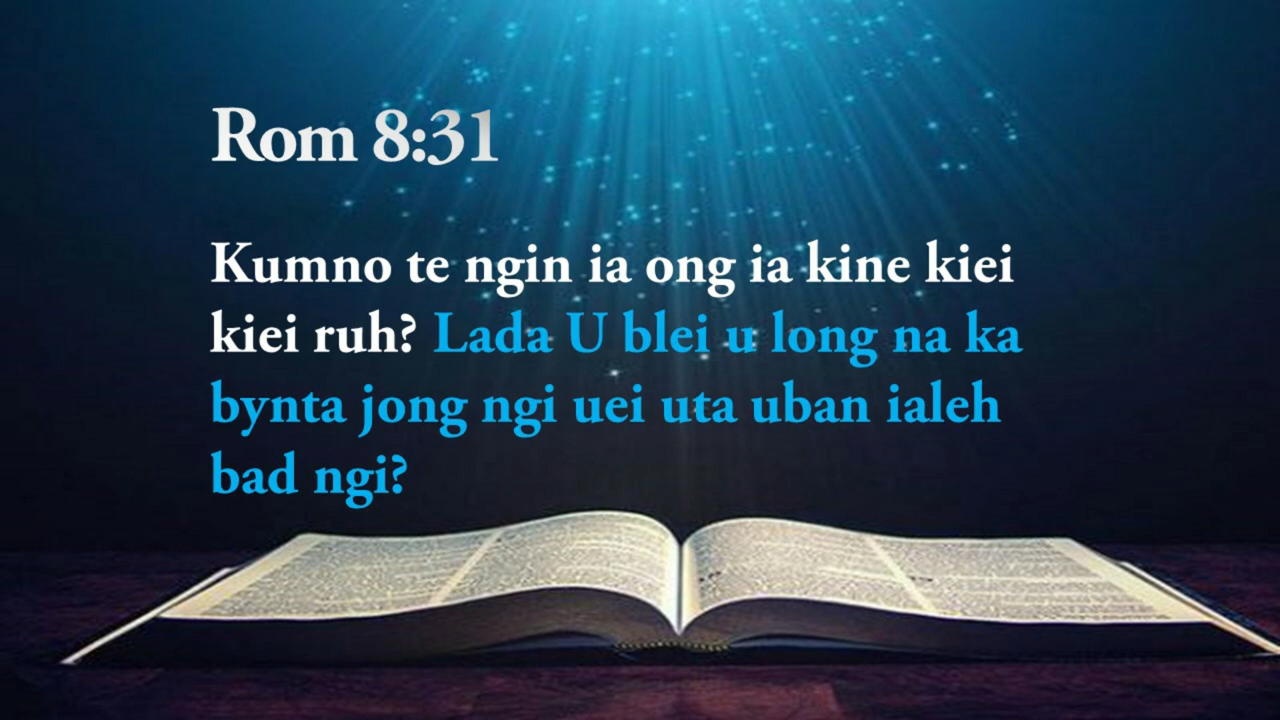 Rom 8:31
Kumno te ngin ia ong ia kine kiei
kiei ruh? Lada U blei u long na ka
bynta jong ngi uei uta uban ialeh
bad ngi?